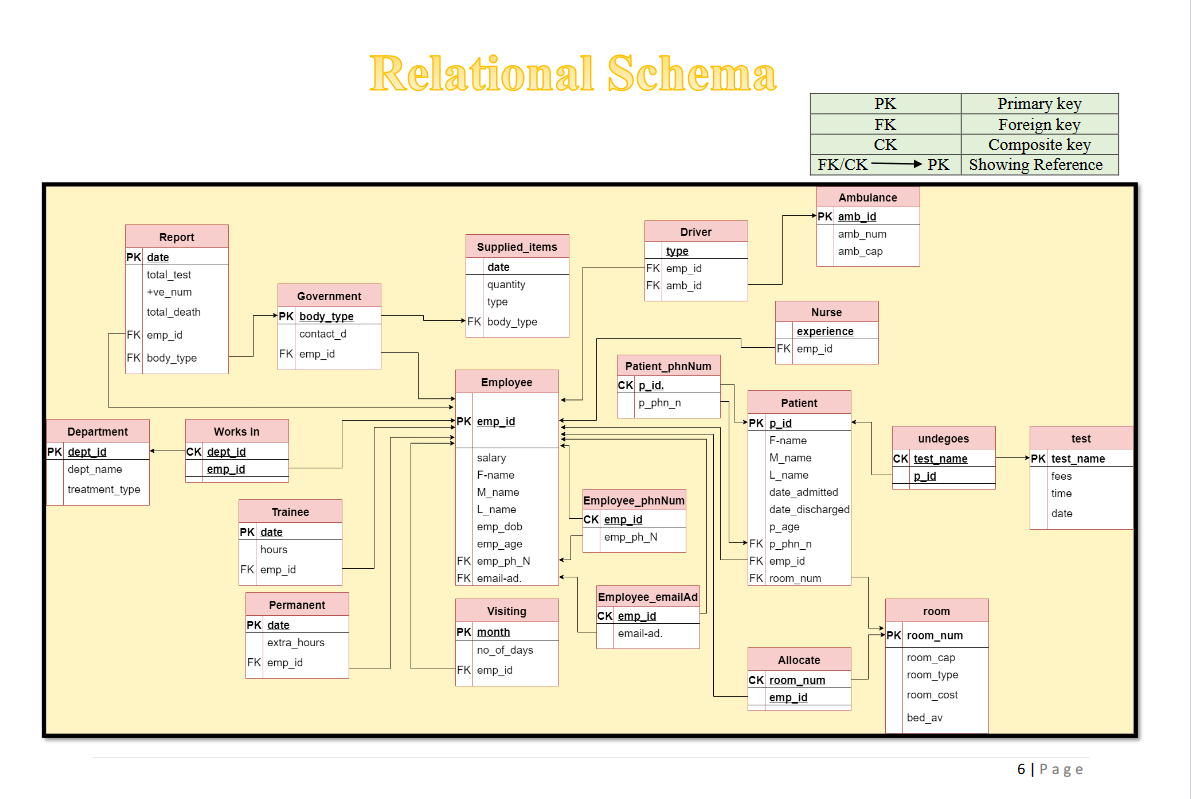 Relational Schema
PK Primary key
FK Foreign key
CK Composite key
FK/CK PK Showing Reference
Ambulance
PK amb_id
amb_num
amb_cap
Report
PK date
total_test
+ve_num
total_death
FK emp_id
FK body_type
Supplied_items
date
quantity
type
FK body_type
Driver
type
FK emp_id
FK amb_id
Government
PK body_type
contact_d
FK emp_id
Nurse
experience
FK emp_id
Patient_phnNum
CK p_id.
p_phn_n
Employee
PK emp_id
salary
F-name
M_name
L_name
emp_dob
emp_age
FK emp_ph_N
FK email-ad.
Patient
PK p_id
F-name
M_name
L_name
date_admitted
date_discharged
p_age
FK p_phn_n
FK emp_id
FK room_num
Department
PK dept_id
dept_name
treatment_type
Works in
CK dept_id
emp_id
undegoes
CK test_name
p_id
test
PK test_name
fees
time
date
Trainee
PK date
hours
FK emp_id
Employee_phnNum
CK emp_id
emp_ph_N
Permanent
PK date
extra_hours
FK emp_id
Visiting
PK month
no_of_days
FK emp_id
Employee_emailAd
CK emp_id
email-ad.
Allocate
CK room_num
emp_id
room
PK room_num
room_cap
room_type
room_cost
bed_av
6 | Page